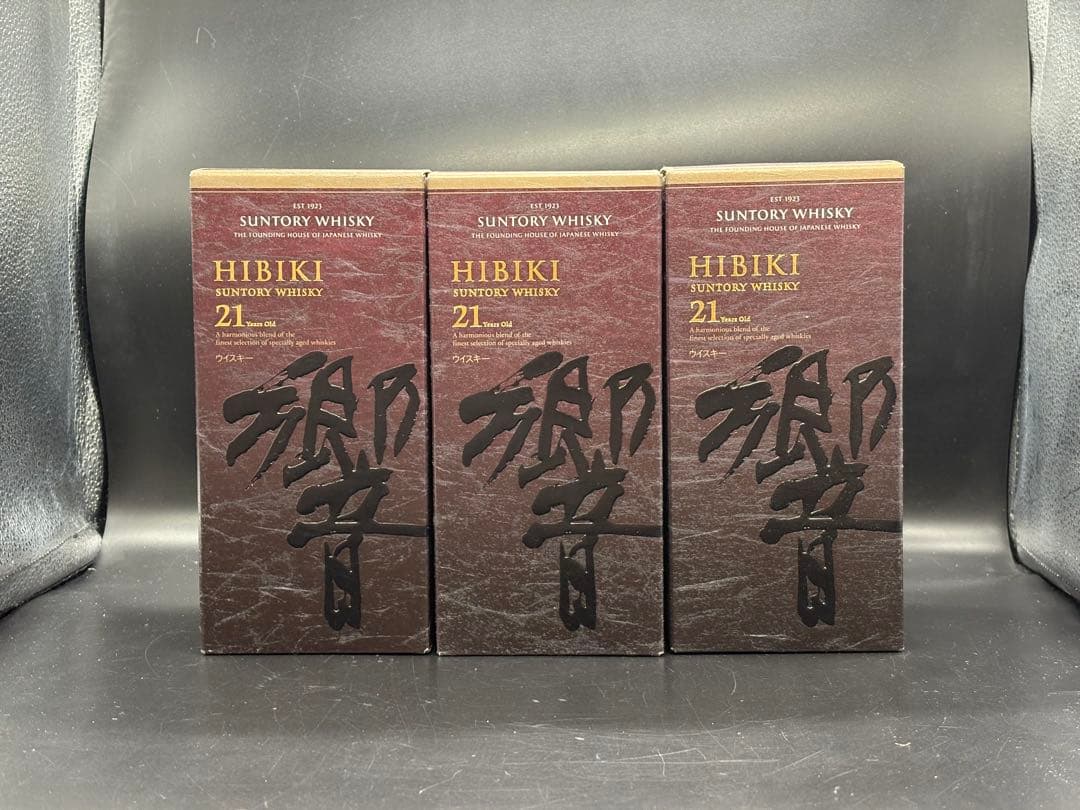 EST 1923
SUNTORY WHISKY
THE FOUNDING HOUSE OF JAPANESE WHISKY
HIBIKI
SUNTORY WHISKY
21 Years Old
A harmonious blend of the
finest selection of specially aged whiskies
ウイスキー
響
EST 1923
SUNTORY WHISKY
THE FOUNDING HOUSE OF JAPANESE WHISKY
HIBIKI
SUNTORY WHISKY
21 Years Old
A harmonious blend of the
finest selection of specially aged whiskies
ウイスキー
響
EST 1923
SUNTORY WHISKY
THE FOUNDING HOUSE OF JAPANESE WHISKY
HIBIKI
SUNTORY WHISKY
21 Years Old
A harmonious blend of the
finest selection of specially aged whiskies
ウイスキー
響